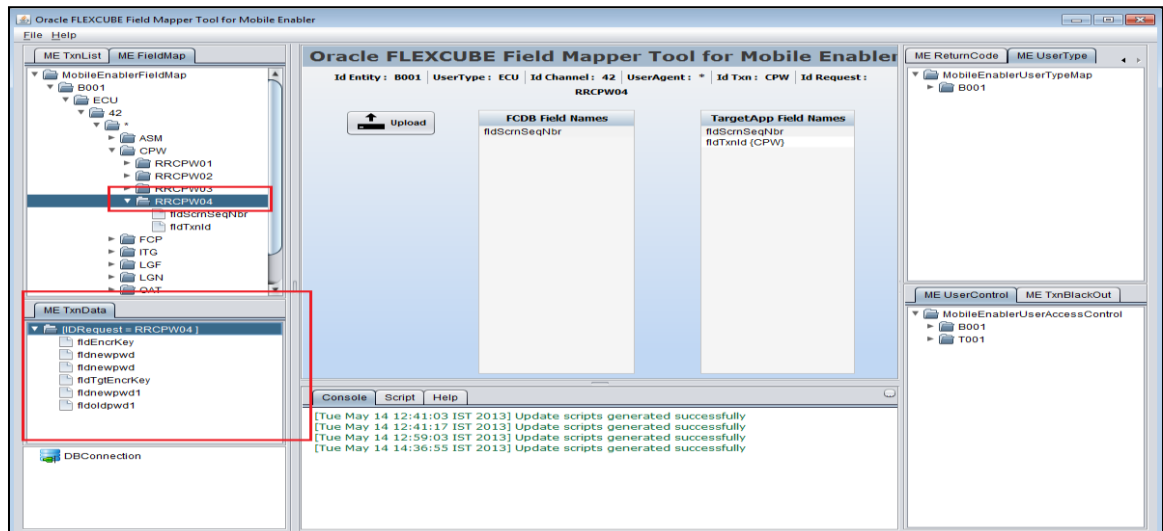 Oracle FLEXCUBE Field Mapper Tool for Mobile Enabler
File Help
ME TxnList ME FieldMap
MobileEnablerFieldMap
B001
ECU
42
*
ASM
CPW
RRCPW01
RRCPW02
RRCPW03
RRCPW04
fldScrnSeqNbr
fldTxnId
FCP
ITG
LGF
LGN
OAT
ME TxnData
[IDRequest = RRCPW04 ]
fldEncrKey
fldnewpwd
fldnewpwd
fldTgtEncrKey
fldnewpwd1
fldoldpwd1
DBConnection
Oracle FLEXCUBE Field Mapper Tool for Mobile Enabler
Id Entity : B001 UserType : ECU Id Channel : 42 UserAgent : * Id Txn : CPW Id Request :
RRCPW04
Upload
FCDB Field Names
fldScrnSeqNbr
TargetApp Field Names
fldScrnSeqNbr
fldTxnId {CPW}
Console Script Help
[Tue May 14 12:41:03 IST 2013] Update scripts generated successfully
[Tue May 14 12:41:17 IST 2013] Update scripts generated successfully
[Tue May 14 12:59:03 IST 2013] Update scripts generated successfully
[Tue May 14 14:36:55 IST 2013] Update scripts generated successfully
ME ReturnCode ME UserType
MobileEnablerUserTypeMap
B001
ME UserControl ME TxnBlackOut
MobileEnablerUserAccessControl
B001
T001